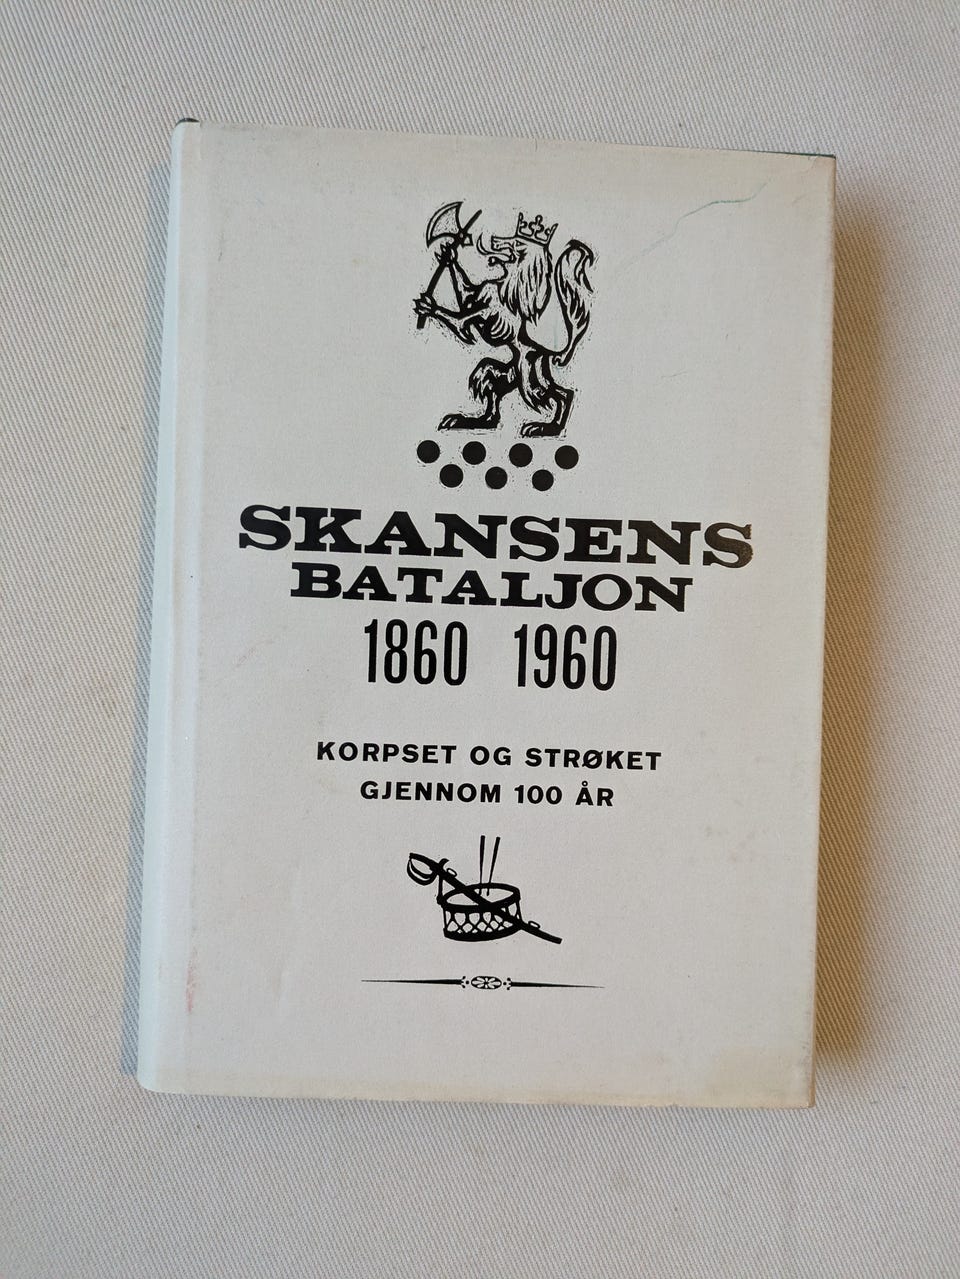 SKANSENS
BATALJON
1860 1960
KORPSET OG STRØKET
GJENNOM 100 ÅR